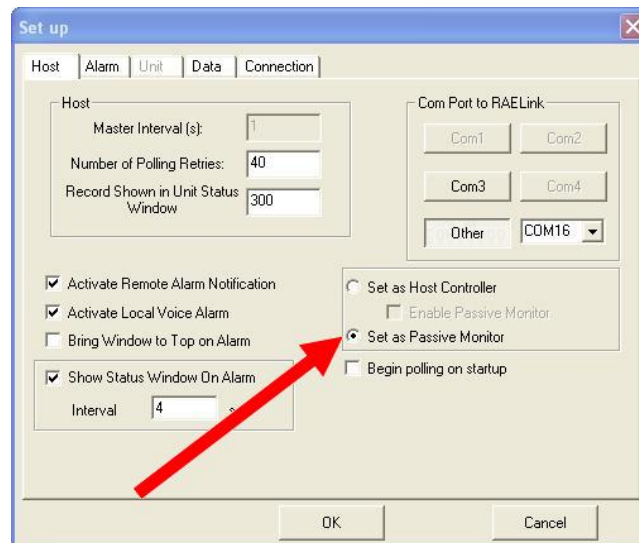 Set up
Host Alarm Unit Data Connection
Host
Master Interval (s): 1
Number of Polling Retries: 40
Record Shown in Unit Status Window 300
Com Port to RAELink
Com1 Com2
Com3 Com4
Other COM16
Activate Remote Alarm Notification
Activate Local Voice Alarm
Bring Window to Top on Alarm
Show Status Window On Alarm
Interval 4
Set as Host Controller
Enable Passive Monitor
Set as Passive Monitor
Begin polling on startup
OK Cancel